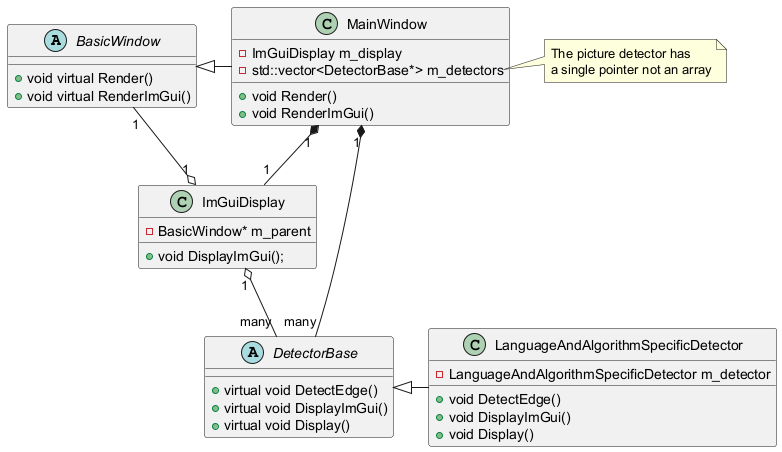 A BasicWindow
+ void virtual Render()
+ void virtual RenderImGui()
C MainWindow
- ImGuiDisplay m_display
- std::vector<DetectorBase*> m_detectors
+ void Render()
+ void RenderImGui()
The picture detector has
a single pointer not an array
1
1
1
1
1
C ImGuiDisplay
- BasicWindow* m_parent
+ void DisplayImGui();
1
many
many
A DetectorBase
+ virtual void DetectEdge()
+ virtual void DisplayImGui()
+ virtual void Display()
C LanguageAndAlgorithmSpecificDetector
- LanguageAndAlgorithmSpecificDetector m_detector
+ void DetectEdge()
+ void DisplayImGui()
+ void Display()